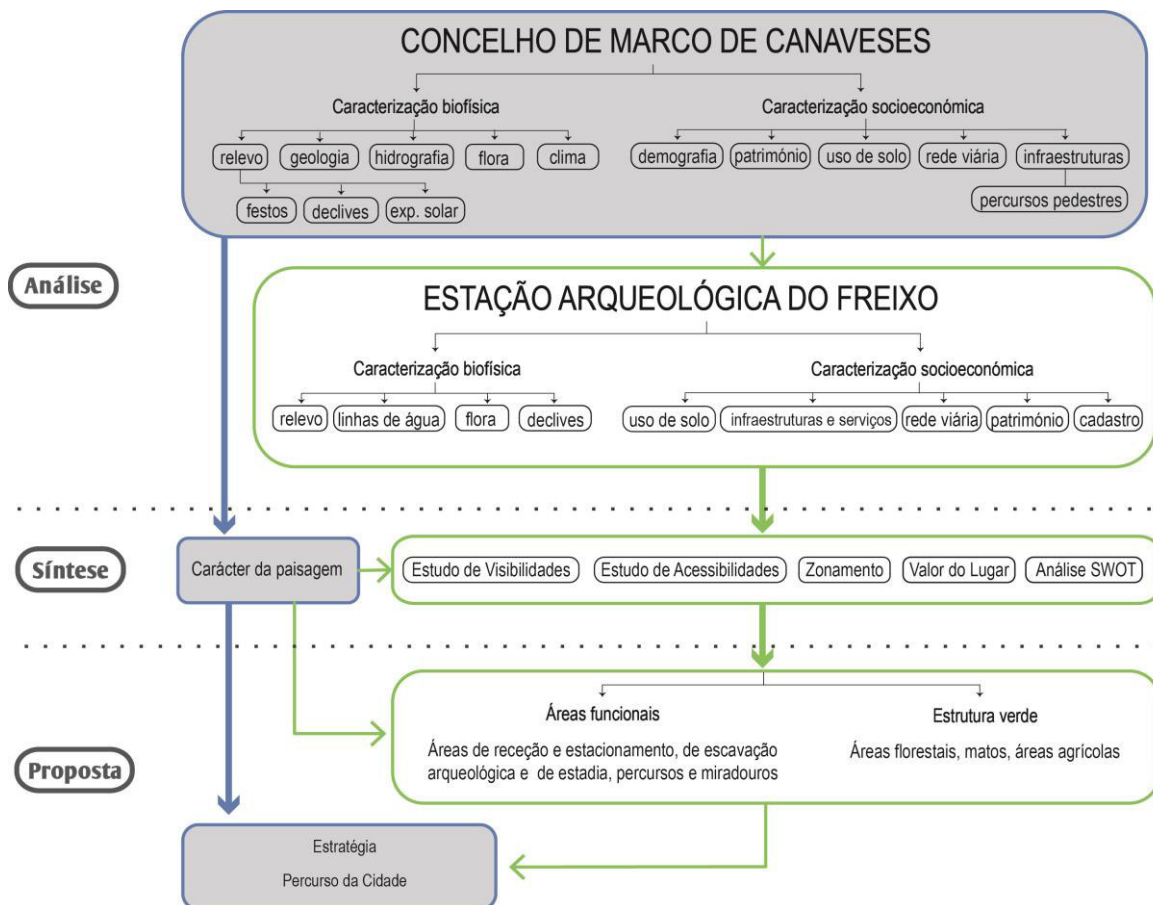 CONCELHO DE MARCO DE CANAVESES
Caracterização biofísica
Caracterização socioeconómica
relevo
geologia
hidrografia
flora
clima
demografia
património
uso de solo
rede viária
infraestruturas
festos
declives
exp. solar
percursos pedestres
Análise
ESTAÇÃO ARQUEOLÓGICA DO FREIXO
Caracterização biofísica
Caracterização socioeconómica
relevo
linhas de água
flora
declives
uso de solo
infraestruturas e serviços
rede viária
património
cadastro
Síntese
Carácter da paisagem
Estudo de Visibilidades
Estudo de Acessibilidades
Zonamento
Valor do Lugar
Análise SWOT
Proposta
Áreas funcionais
Áreas de receção e estacionamento, de escavação
arqueológica e de estadia, percursos e miradouros
Estrutura verde
Áreas florestais, matos, áreas agrícolas
Estratégia
Percurso da Cidade